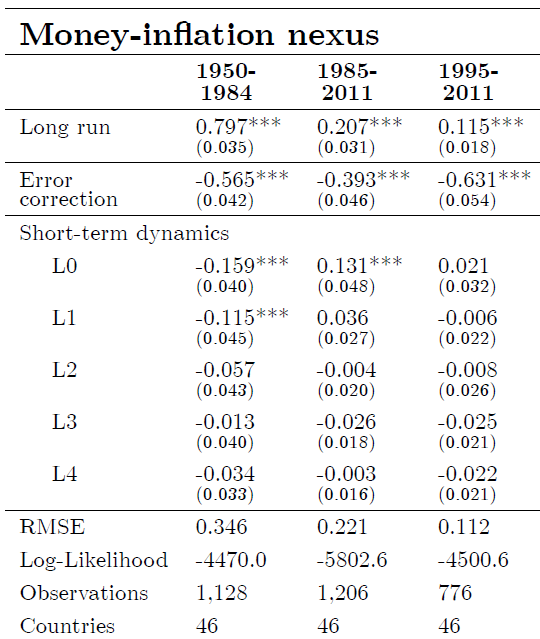 Money-inflation nexus
1950- 1985- 1995-
1984 2011 2011
Long run 0.797*** 0.207*** 0.115***
(0.035) (0.031) (0.018)
Error -0.565*** -0.393*** -0.631***
correction (0.042) (0.046) (0.054)
Short-term dynamics
L0 -0.159*** 0.131*** 0.021
(0.040) (0.048) (0.032)
L1 -0.115*** 0.036 -0.006
(0.045) (0.027) (0.022)
L2 -0.057 -0.004 -0.008
(0.043) (0.020) (0.026)
L3 -0.013 -0.026 -0.025
(0.040) (0.018) (0.021)
L4 -0.034 -0.003 -0.022
(0.033) (0.016) (0.021)
RMSE 0.346 0.221 0.112
Log-Likelihood -4470.0 -5802.6 -4500.6
Observations 1,128 1,206 776
Countries 46 46 46